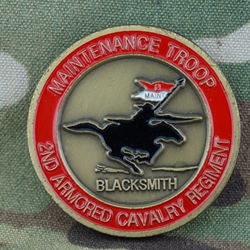 MAINTENANCE TROOP
MAINT
BLACKSMITH
2ND ARMORED CAVALRY REGIMENT